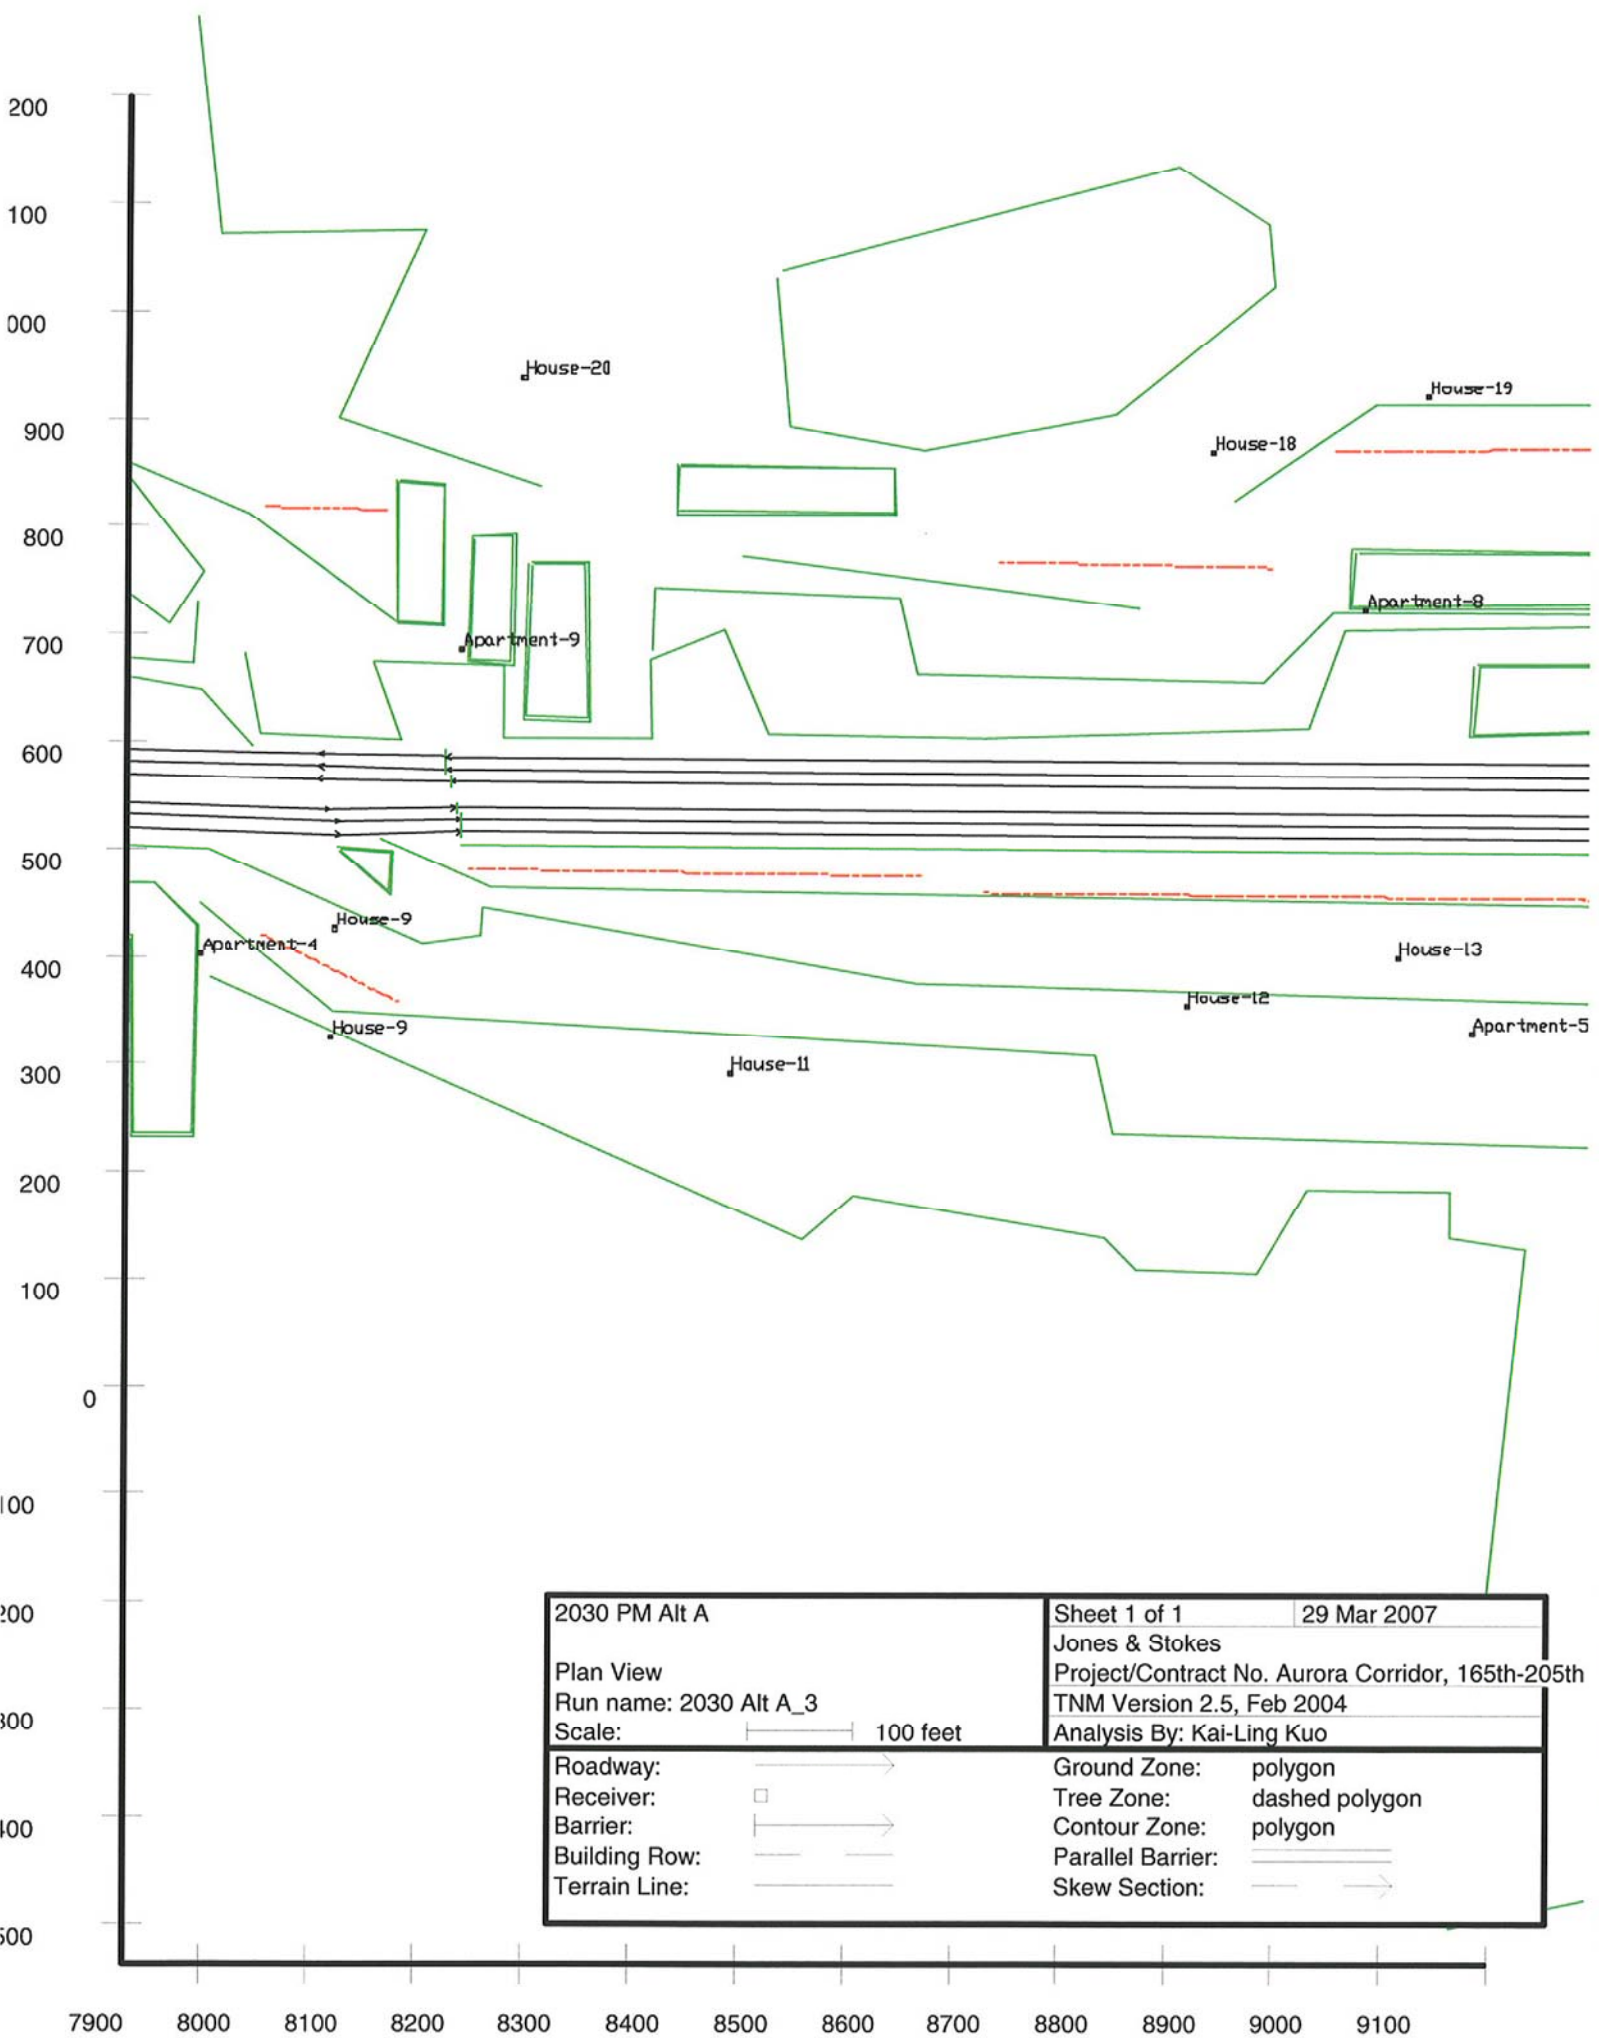 200
100
000
House-20
House-19
900
House-18
800
Apartment-8
700
Apartment-9
600
500
House-9
Apartment-4
House-13
400
House-12
Apartment-5
House-9
House-11
300
200
100
0
100
200
300
400
500
2030 PM Alt A
Plan View
Run name: 2030 Alt A_3
Scale: 100 feet
Sheet 1 of 1 29 Mar 2007
Jones & Stokes
Project/Contract No. Aurora Corridor, 165th-205th
TNM Version 2.5, Feb 2004
Analysis By: Kai-Ling Kuo
Roadway:
Receiver:
Barrier:
Building Row:
Terrain Line:
Ground Zone: polygon
Tree Zone: dashed polygon
Contour Zone: polygon
Parallel Barrier:
Skew Section:
7900 8000 8100 8200 8300 8400 8500 8600 8700 8800 8900 9000 9100